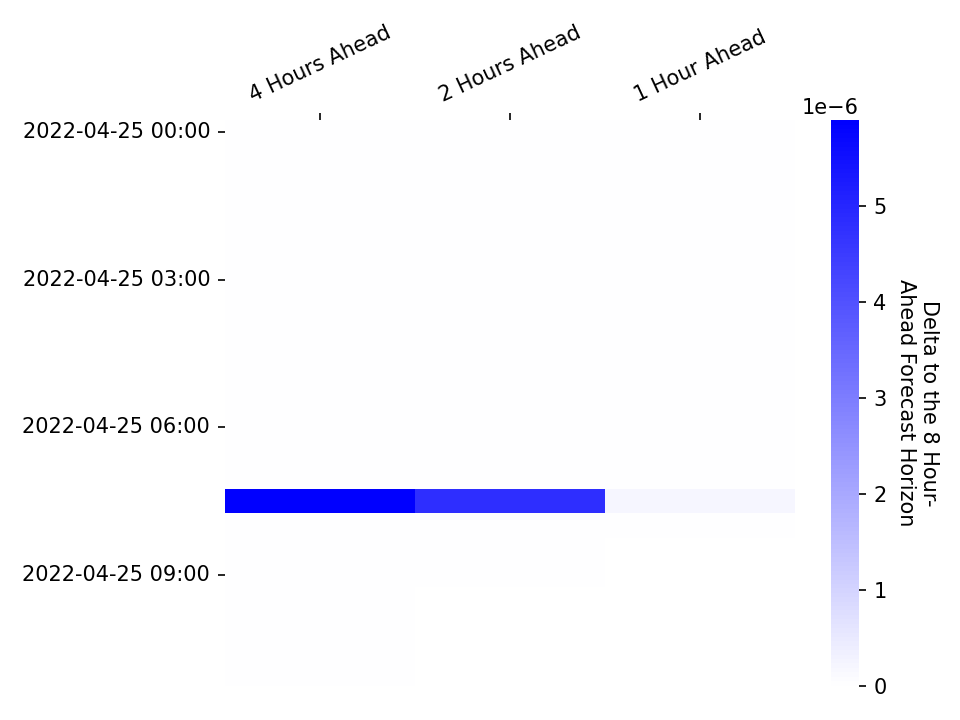 4 Hours Ahead
2 Hours Ahead
1 Hour Ahead
1e−6
2022-04-25 00:00
2022-04-25 03:00
2022-04-25 06:00
2022-04-25 09:00
5
4
3
2
1
0
Delta to the 8 Hour-
Ahead Forecast Horizon